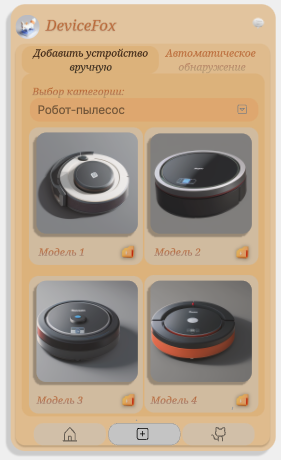 DeviceFox
Добавить устройство
вручную
Автоматическое
обнаружение
Выбор категории:
Робот-пылесос
Модель 1
Модель 2
Модель 3
Модель 4